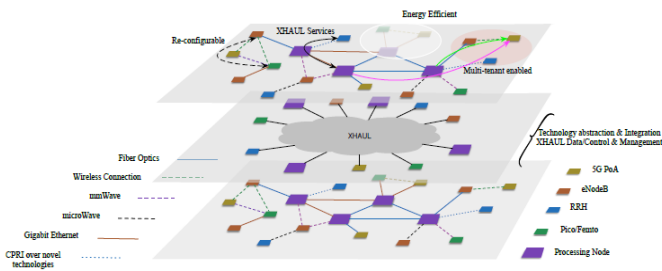 Energy Efficient
XHAUL Services
Re-configurable
Multi-tenant enabled
XHAUL
Technology abstraction & Integration
XHAUL Data/Control & Management
Fiber Optics
Wireless Connection
mmWave
microWave
Gigabit Ethernet
CPRI over novel
technologies
5G PoA
eNodeB
RRH
Pico/Femto
Processing Node